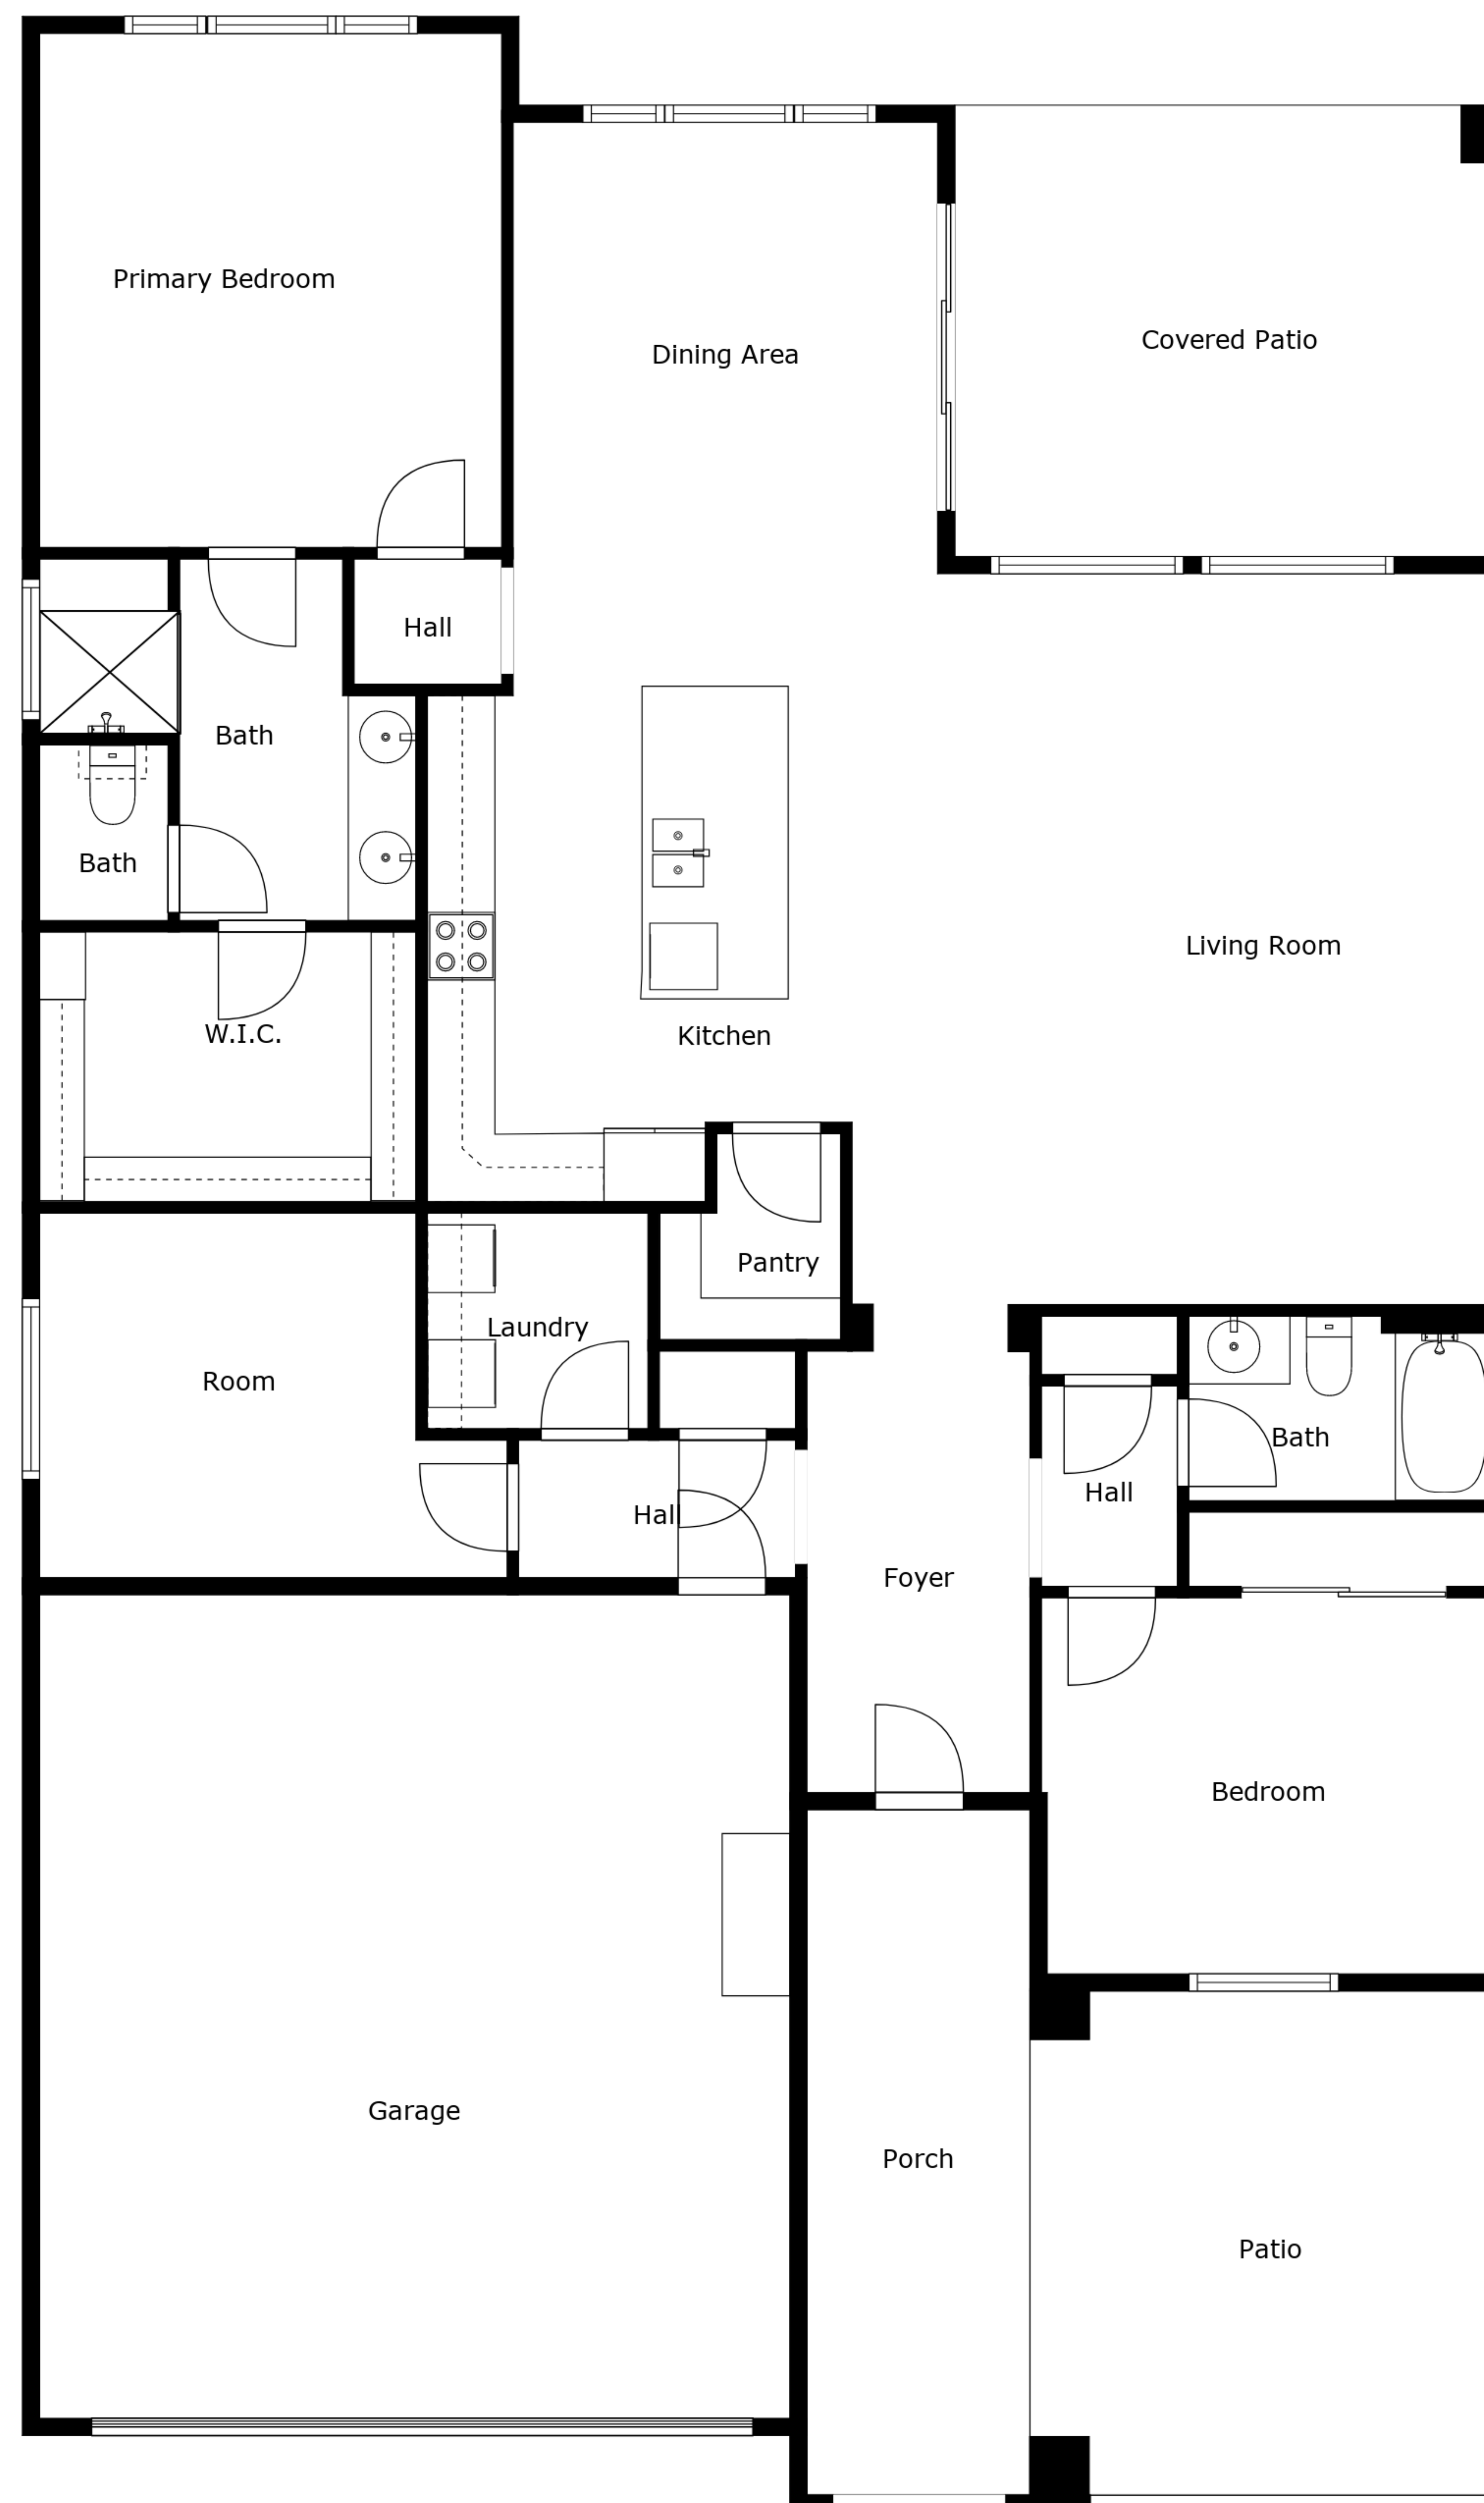 Primary Bedroom
Dining Area
Covered Patio
Hall
Bath
Bath
Living Room
W.I.C.
Kitchen
Pantry
Laundry
Room
Bath
Hall
Hall
Foyer
Bedroom
Garage
Porch
Patio